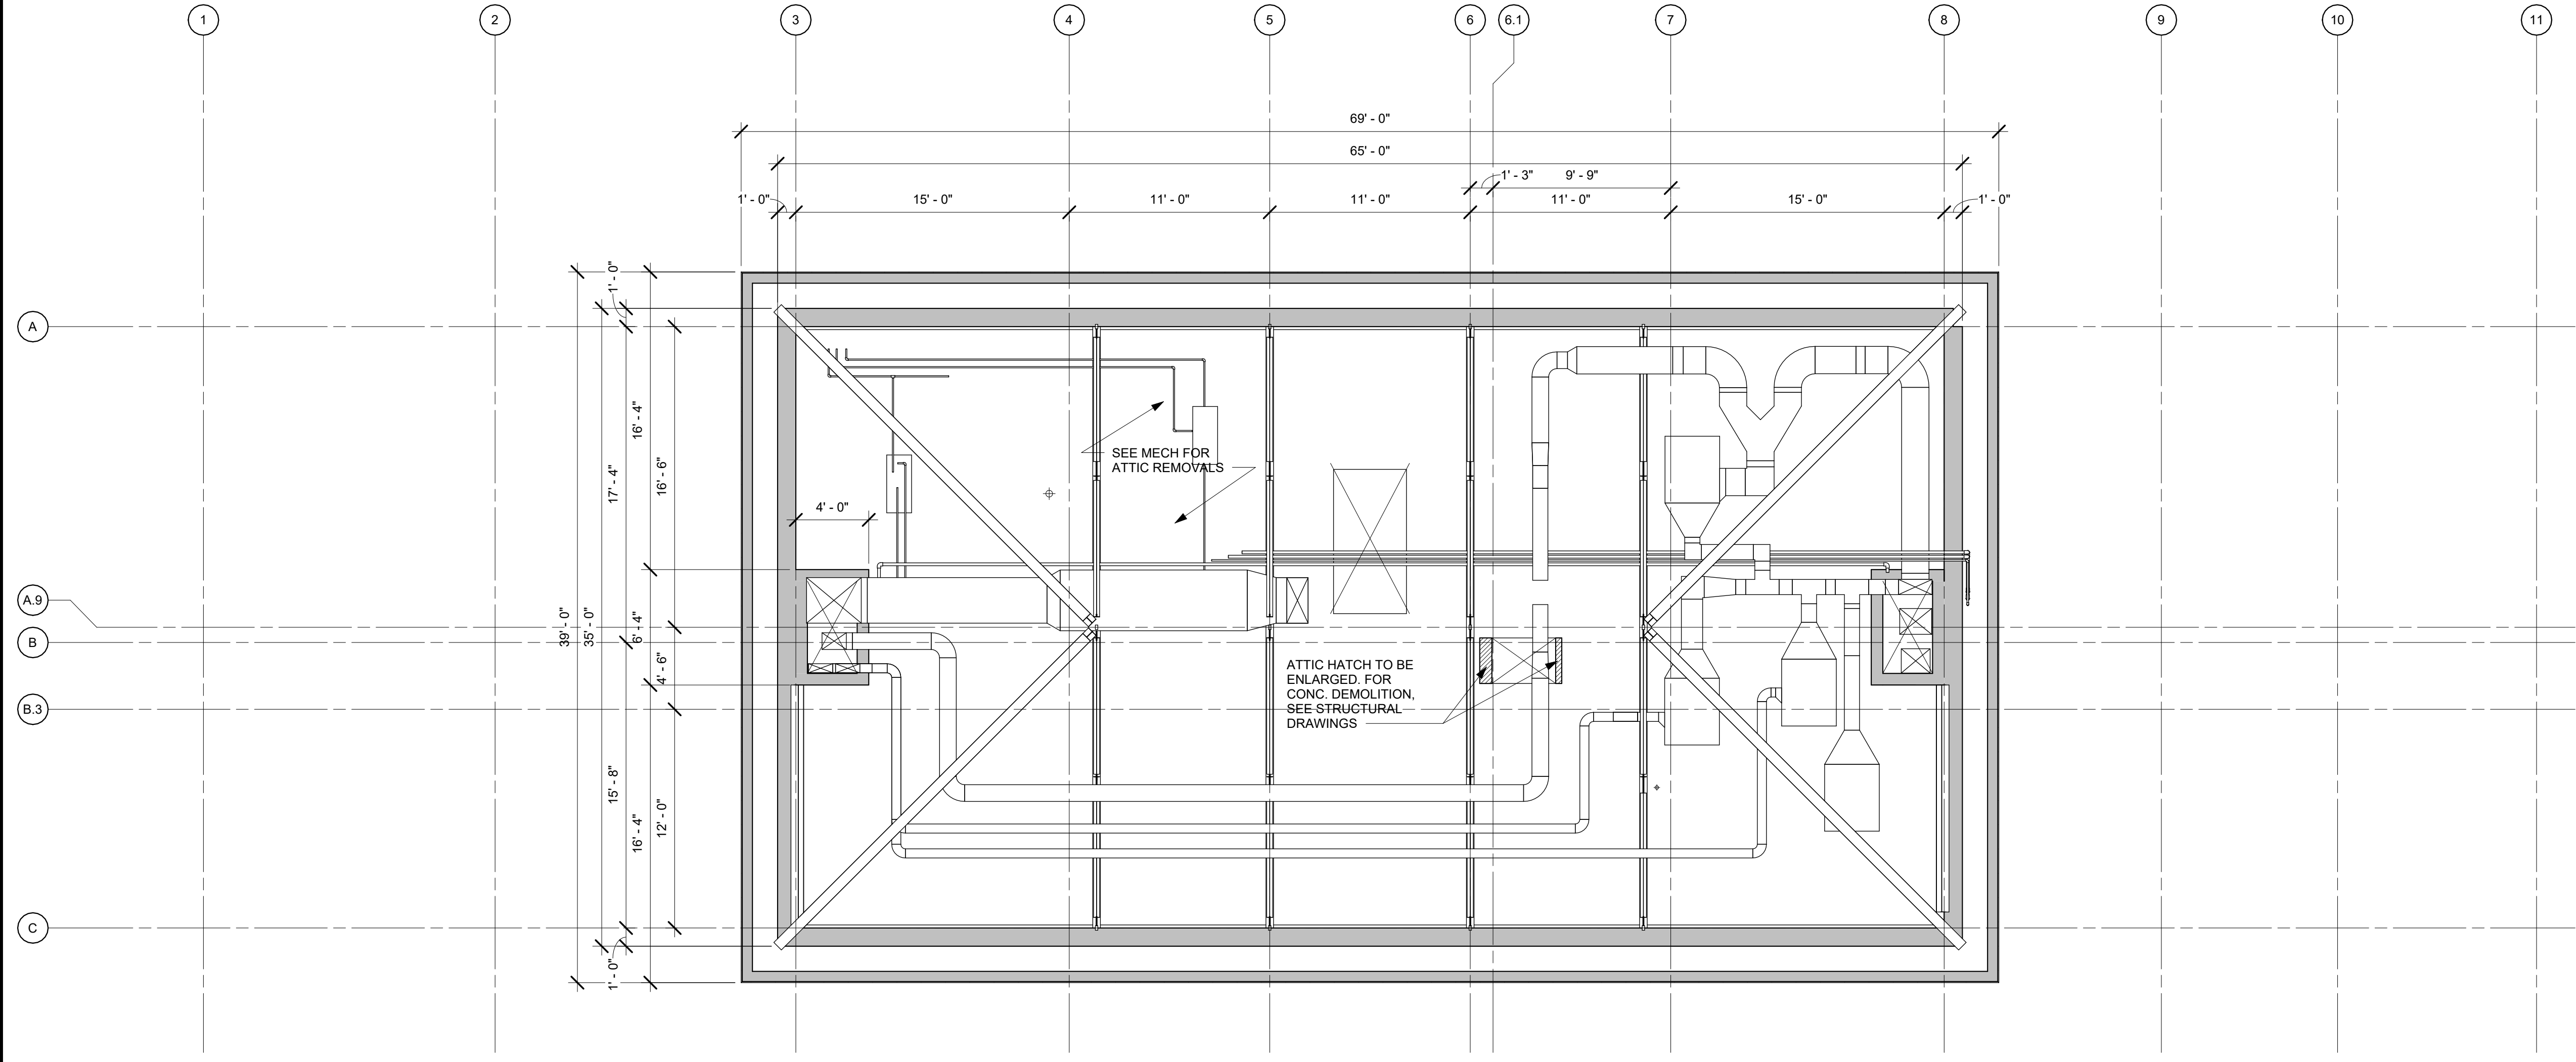 1
2
3
4
5
6
6.1
7
8
9
10
11
69' - 0"
65' - 0"
1' - 3"
9' - 9"
1' - 0"
15' - 0"
11' - 0"
11' - 0"
11' - 0"
15' - 0"
1' - 0"
A
A.9
B
B.3
C
39' - 0"
35' - 0"
1' - 0"
17' - 4"
15' - 8"
1' - 0"
16' - 4"
6' - 4"
16' - 4"
16' - 6"
4' - 6"
12' - 0"
4' - 0"
SEE MECH FOR
ATTIC REMOVALS
ATTIC HATCH TO BE
ENLARGED. FOR
CONC. DEMOLITION,
SEE STRUCTURAL
DRAWINGS